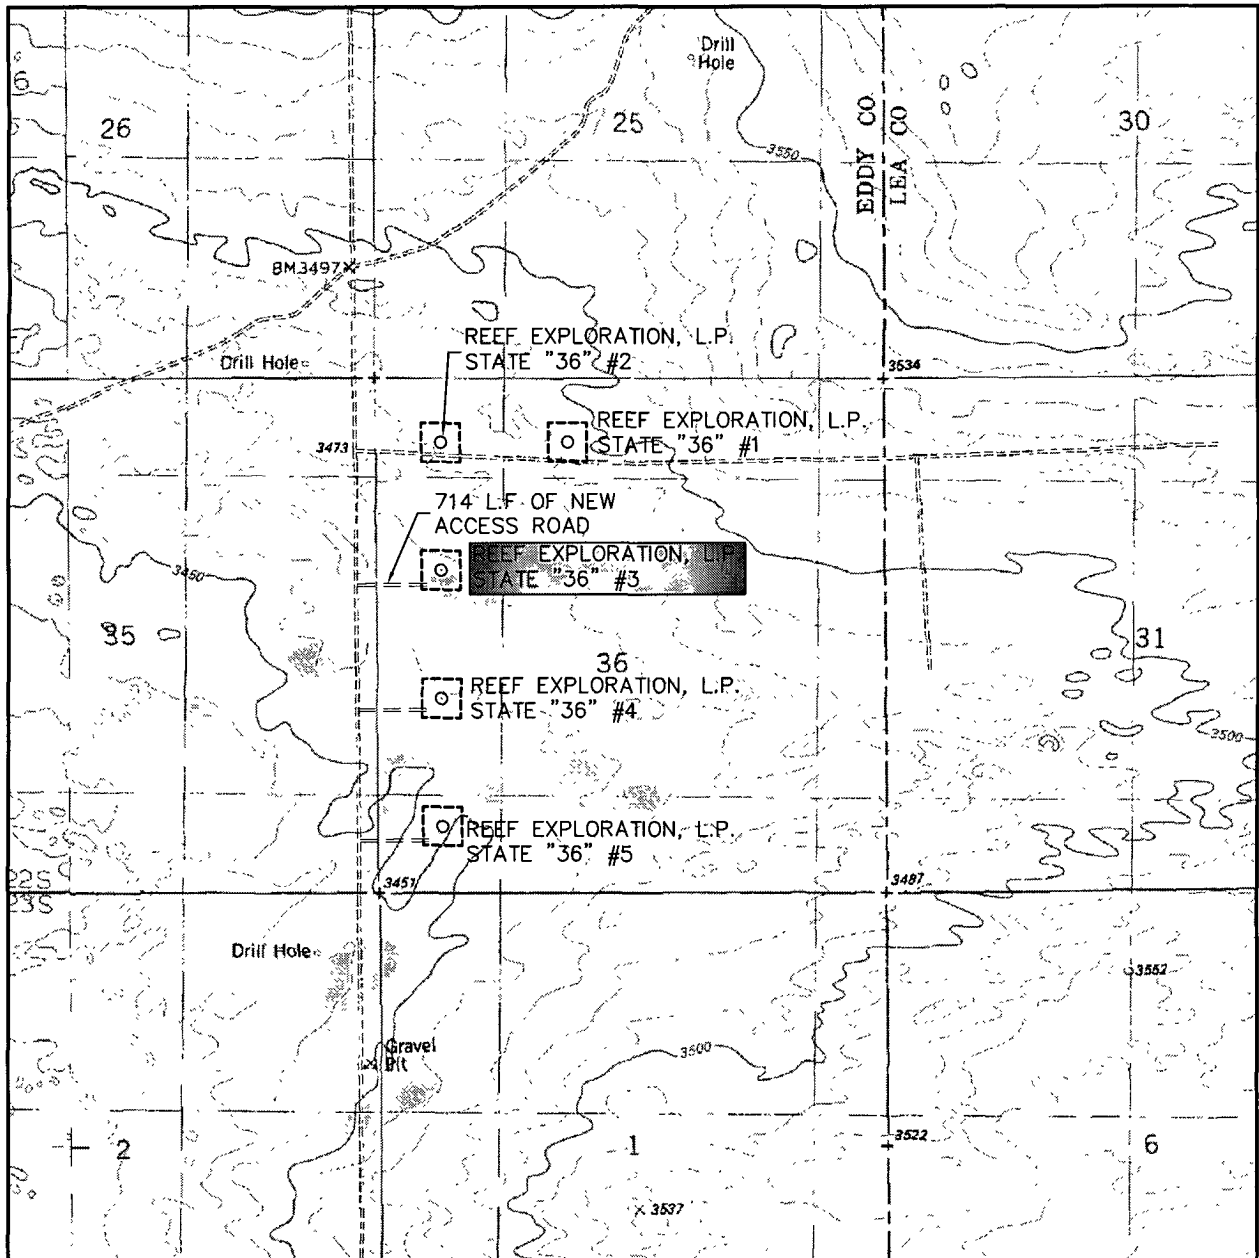 Drill
Hole
6
26
25
30
EDDY CO
LEA CO
3550
BM3497
REEF EXPLORATION, L.P.
STATE "36" #2
Drill Hole
3534
REEF EXPLORATION, L.P.
STATE "36" #1
3473
714 L.F. OF NEW
ACCESS ROAD
REEF EXPLORATION, L.P.
STATE "36" #3
3450
35
36
31
REEF EXPLORATION, L.P.
STATE "36" #4
3500
REEF EXPLORATION, L.P.
STATE "36" #5
22S
23S
3451
3487
Drill Hole
3552
Gravel
Pit
3500
2
1
3522
6
3537